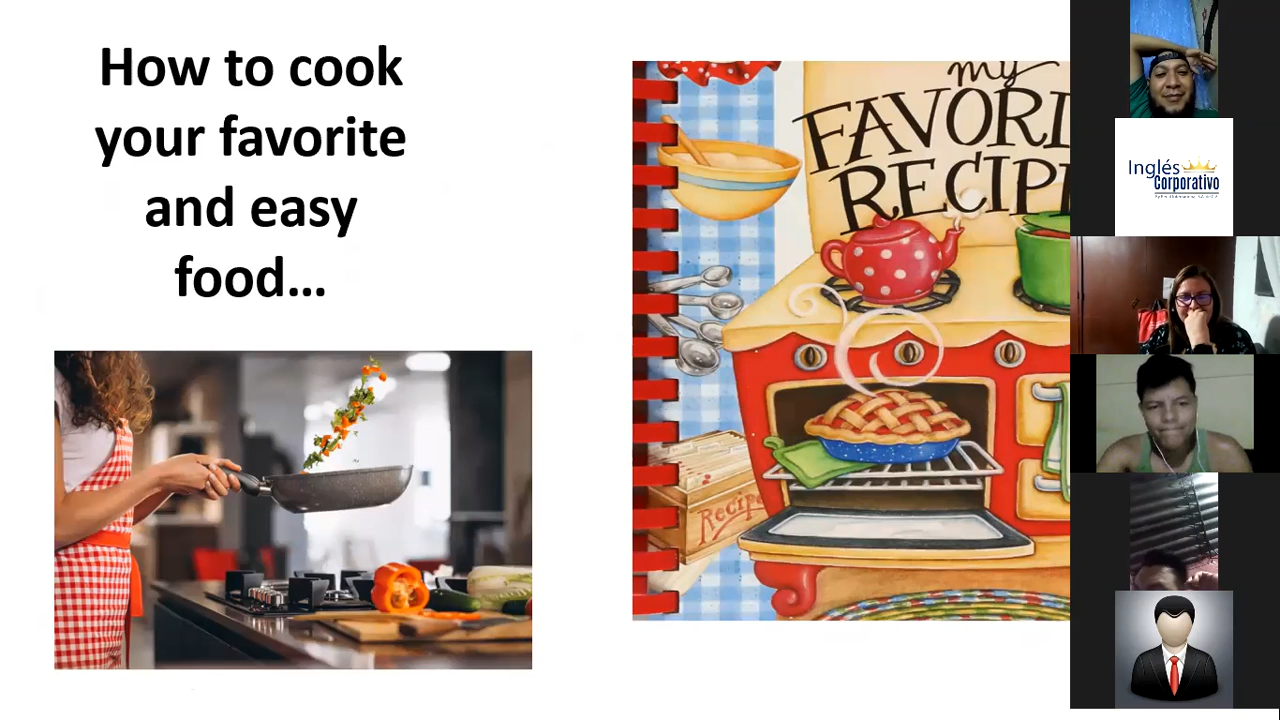 How to cook
your favorite
and easy
food...
my
FAVORI
RECIP
Recip
Inglés
Corporativo